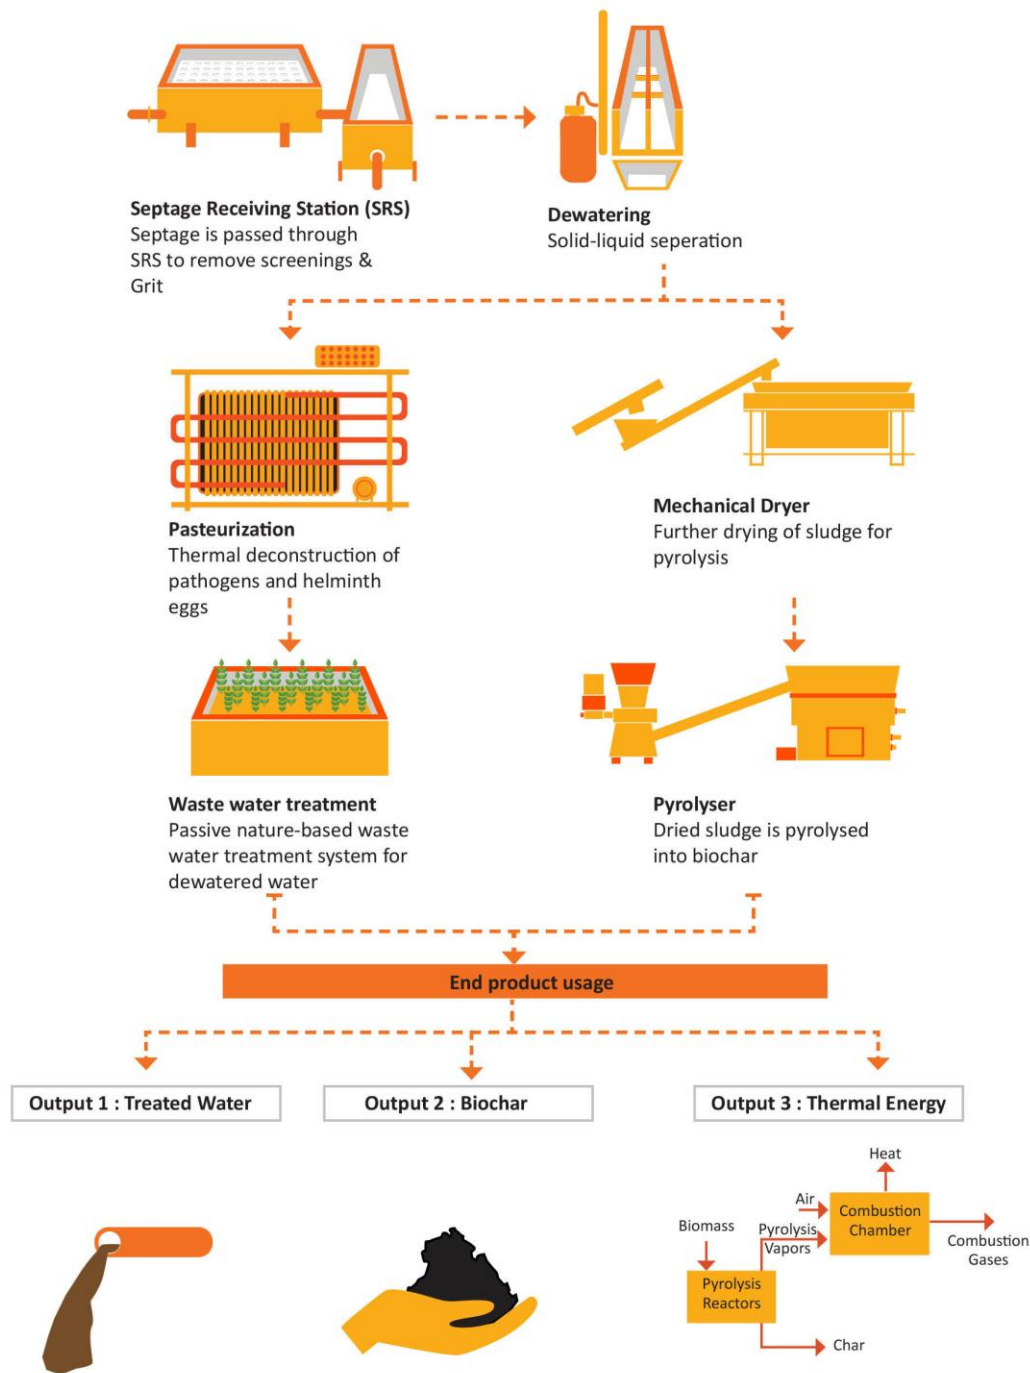 Septage Receiving Station (SRS)
Septage is passed through
SRS to remove screenings &
Grit
Dewatering
Solid-liquid seperation
Pasteurization
Thermal deconstruction of
pathogens and helminth
eggs
Mechanical Dryer
Further drying of sludge for
pyrolysis
Waste water treatment
Passive nature-based waste
water treatment system for
dewatered water
Pyrolyser
Dried sludge is pyrolysed
into biochar
End product usage
Output 1 : Treated Water
Output 2 : Biochar
Output 3 : Thermal Energy
Heat
Air
Combustion
Chamber
Biomass
Pyrolysis
Vapors
Combustion
Gases
Pyrolysis
Reactors
Char